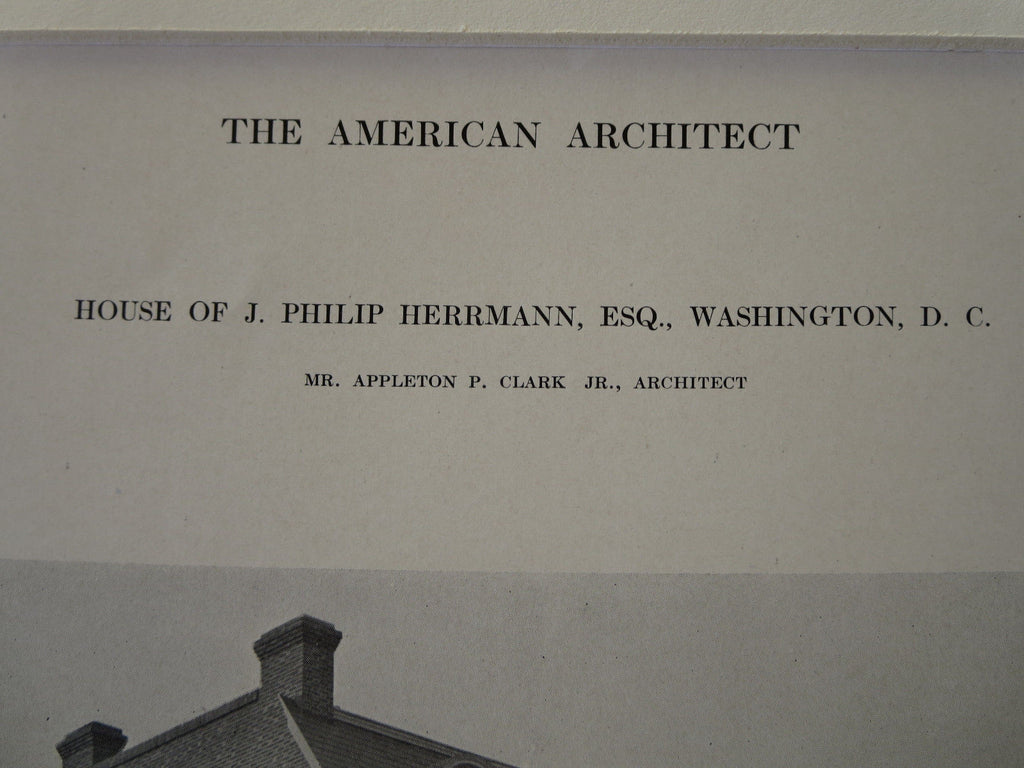 THE AMERICAN ARCHITECT
HOUSE OF J. PHILIP HERRMANN, ESQ., WASHINGTON, D. C.
MR. APPLETON P. CLARK JR., ARCHITECT